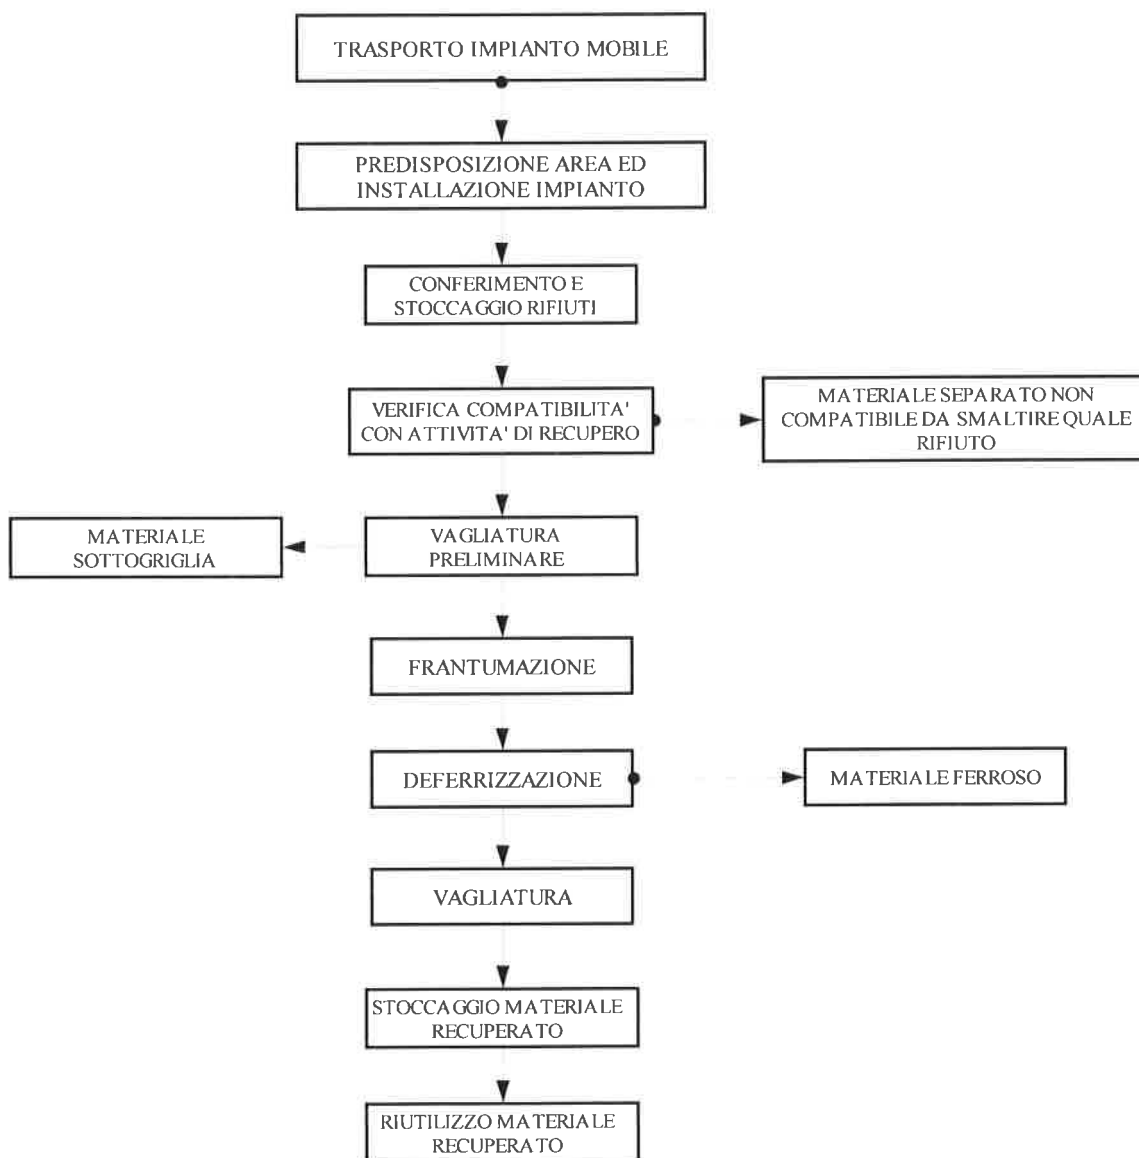 TRASPORTO IMPIANTO MOBILE
PREDISPOSIZIONE AREA ED
INSTALLAZIONE IMPIANTO
CONFERIMENTO E
STOCCAGGIO RIFIUTI
VERIFICA COMPATIBILITA'
CON ATTIVITA' DI RECUPERO
MATERIALE SEPARATO NON
COMPATIBILE DA SMALTIRE QUALE
RIFIUTO
MATERIALE
SOTTOGRIGLIA
VAGLIATURA
PRELIMINARE
FRANTUMAZIONE
DEFERRIZZAZIONE
MATERIALE FERROSO
VAGLIATURA
STOCCAGGIO MATERIALE
RECUPERATO
RIUTILIZZO MATERIALE
RECUPERATO